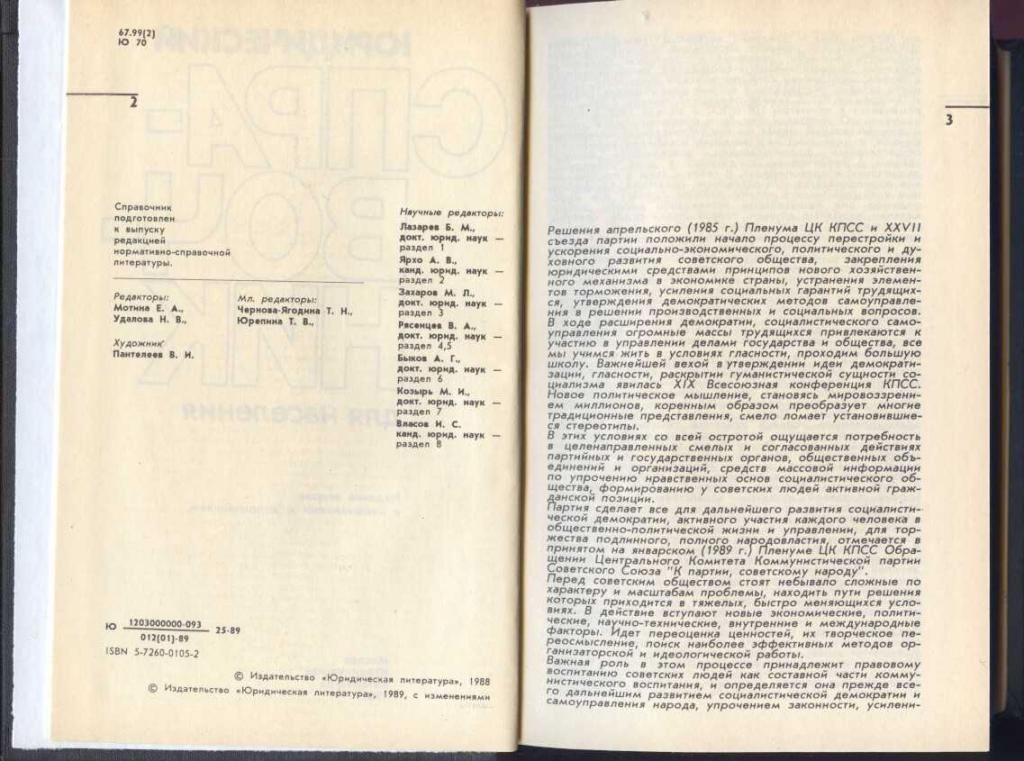 67.99(2)
Ю 70
2
Справочник
подготовлен
к выпуску
редакцией
нормативно-справочной
литературы.
Редакторы:
Мотина Е. А.,
Удалова Н. В.,
Художник
Пантелеев В. И.
Мл. редакторы:
Чернова-Ягодина Т. Н.,
Юрепина Т. В.,
Научные редакторы:
Лазарев Б. М.,
докт. юрид. наук —
раздел 1
Ярхо А. В.,
канд. юрид. наук —
раздел 2
Захаров М. Л.,
докт. юрид. наук —
раздел 3
Рясенцев В. А.,
докт. юрид. наук —
раздел 4,5
Быков А. Г.,
докт. юрид. наук —
раздел 6
Козырь М. И.,
докт. юрид. наук —
раздел 7
Власов И. С.
канд. юрид. наук —
раздел 8
Ю 1203000000-093 25-89
012(01)-89
ISBN 5-7260-0105-2
© Издательство «Юридическая литература», 1988
© Издательство «Юридическая литература», 1989, с изменениями
3
Решения апрельского (1985 г.) Пленума ЦК КПСС и XXVII
съезда партии положили начало процессу перестройки и
ускорения социально-экономического, политического и ду-
ховного развития советского общества, закрепления
юридическими средствами принципов нового хозяйствен-
ного механизма в экономике страны, устранения элемен-
тов торможения, усиления социальных гарантий трудящих-
ся, утверждения демократических методов самоуправле-
ния в решении производственных и социальных вопросов.
В ходе расширения демократии, социалистического само-
управления огромные массы трудящихся привлекаются к
участию в управлении делами государства и общества, все
мы учимся жить в условиях гласности, проходим большую
школу. Важнейшей вехой в утверждении идеи демократи-
зации, гласности, раскрытии гуманистической сущности со-
циализма явилась XIX Всесоюзная конференция КПСС.
Новое политическое мышление, становясь мировоззрени-
ем миллионов, коренным образом преобразует многие
традиционные представления, смело ломает установившие-
ся стереотипы.
В этих условиях со всей остротой ощущается потребность
в целенаправленных смелых и согласованных действиях
партийных и государственных органов, общественных объ-
единений и организаций, средств массовой информации
по упрочению нравственных основ социалистического об-
щества, формированию у советских людей активной граж-
данской позиции.
Партия сделает все для дальнейшего развития социалисти-
ческой демократии, активного участия каждого человека в
общественно-политической жизни и управлении, для тор-
жества подлинного, полного народовластия, отмечается в
принятом на январском (1989 г.) Пленуме ЦК КПСС Обра-
щении Центрального Комитета Коммунистической партии
Советского Союза "К партии, советскому народу".
Перед советским обществом стоят небывало сложные по
характеру и масштабам проблемы, находить пути решения
которых приходится в тяжелых, быстро меняющихся усло-
виях. В действие вступают новые экономические, полити-
ческие, научно-технические, внутренние и международные
факторы. Идет переоценка ценностей, их творческое пе-
реосмысление, поиск наиболее эффективных методов ор-
ганизаторской и идеологической работы.
Важная роль в этом процессе принадлежит правовому
воспитанию советских людей как составной части комму-
нистического воспитания, и определяется она прежде все-
го дальнейшим развитием социалистической демократии и
самоуправления народа, упрочением законности, усилени-